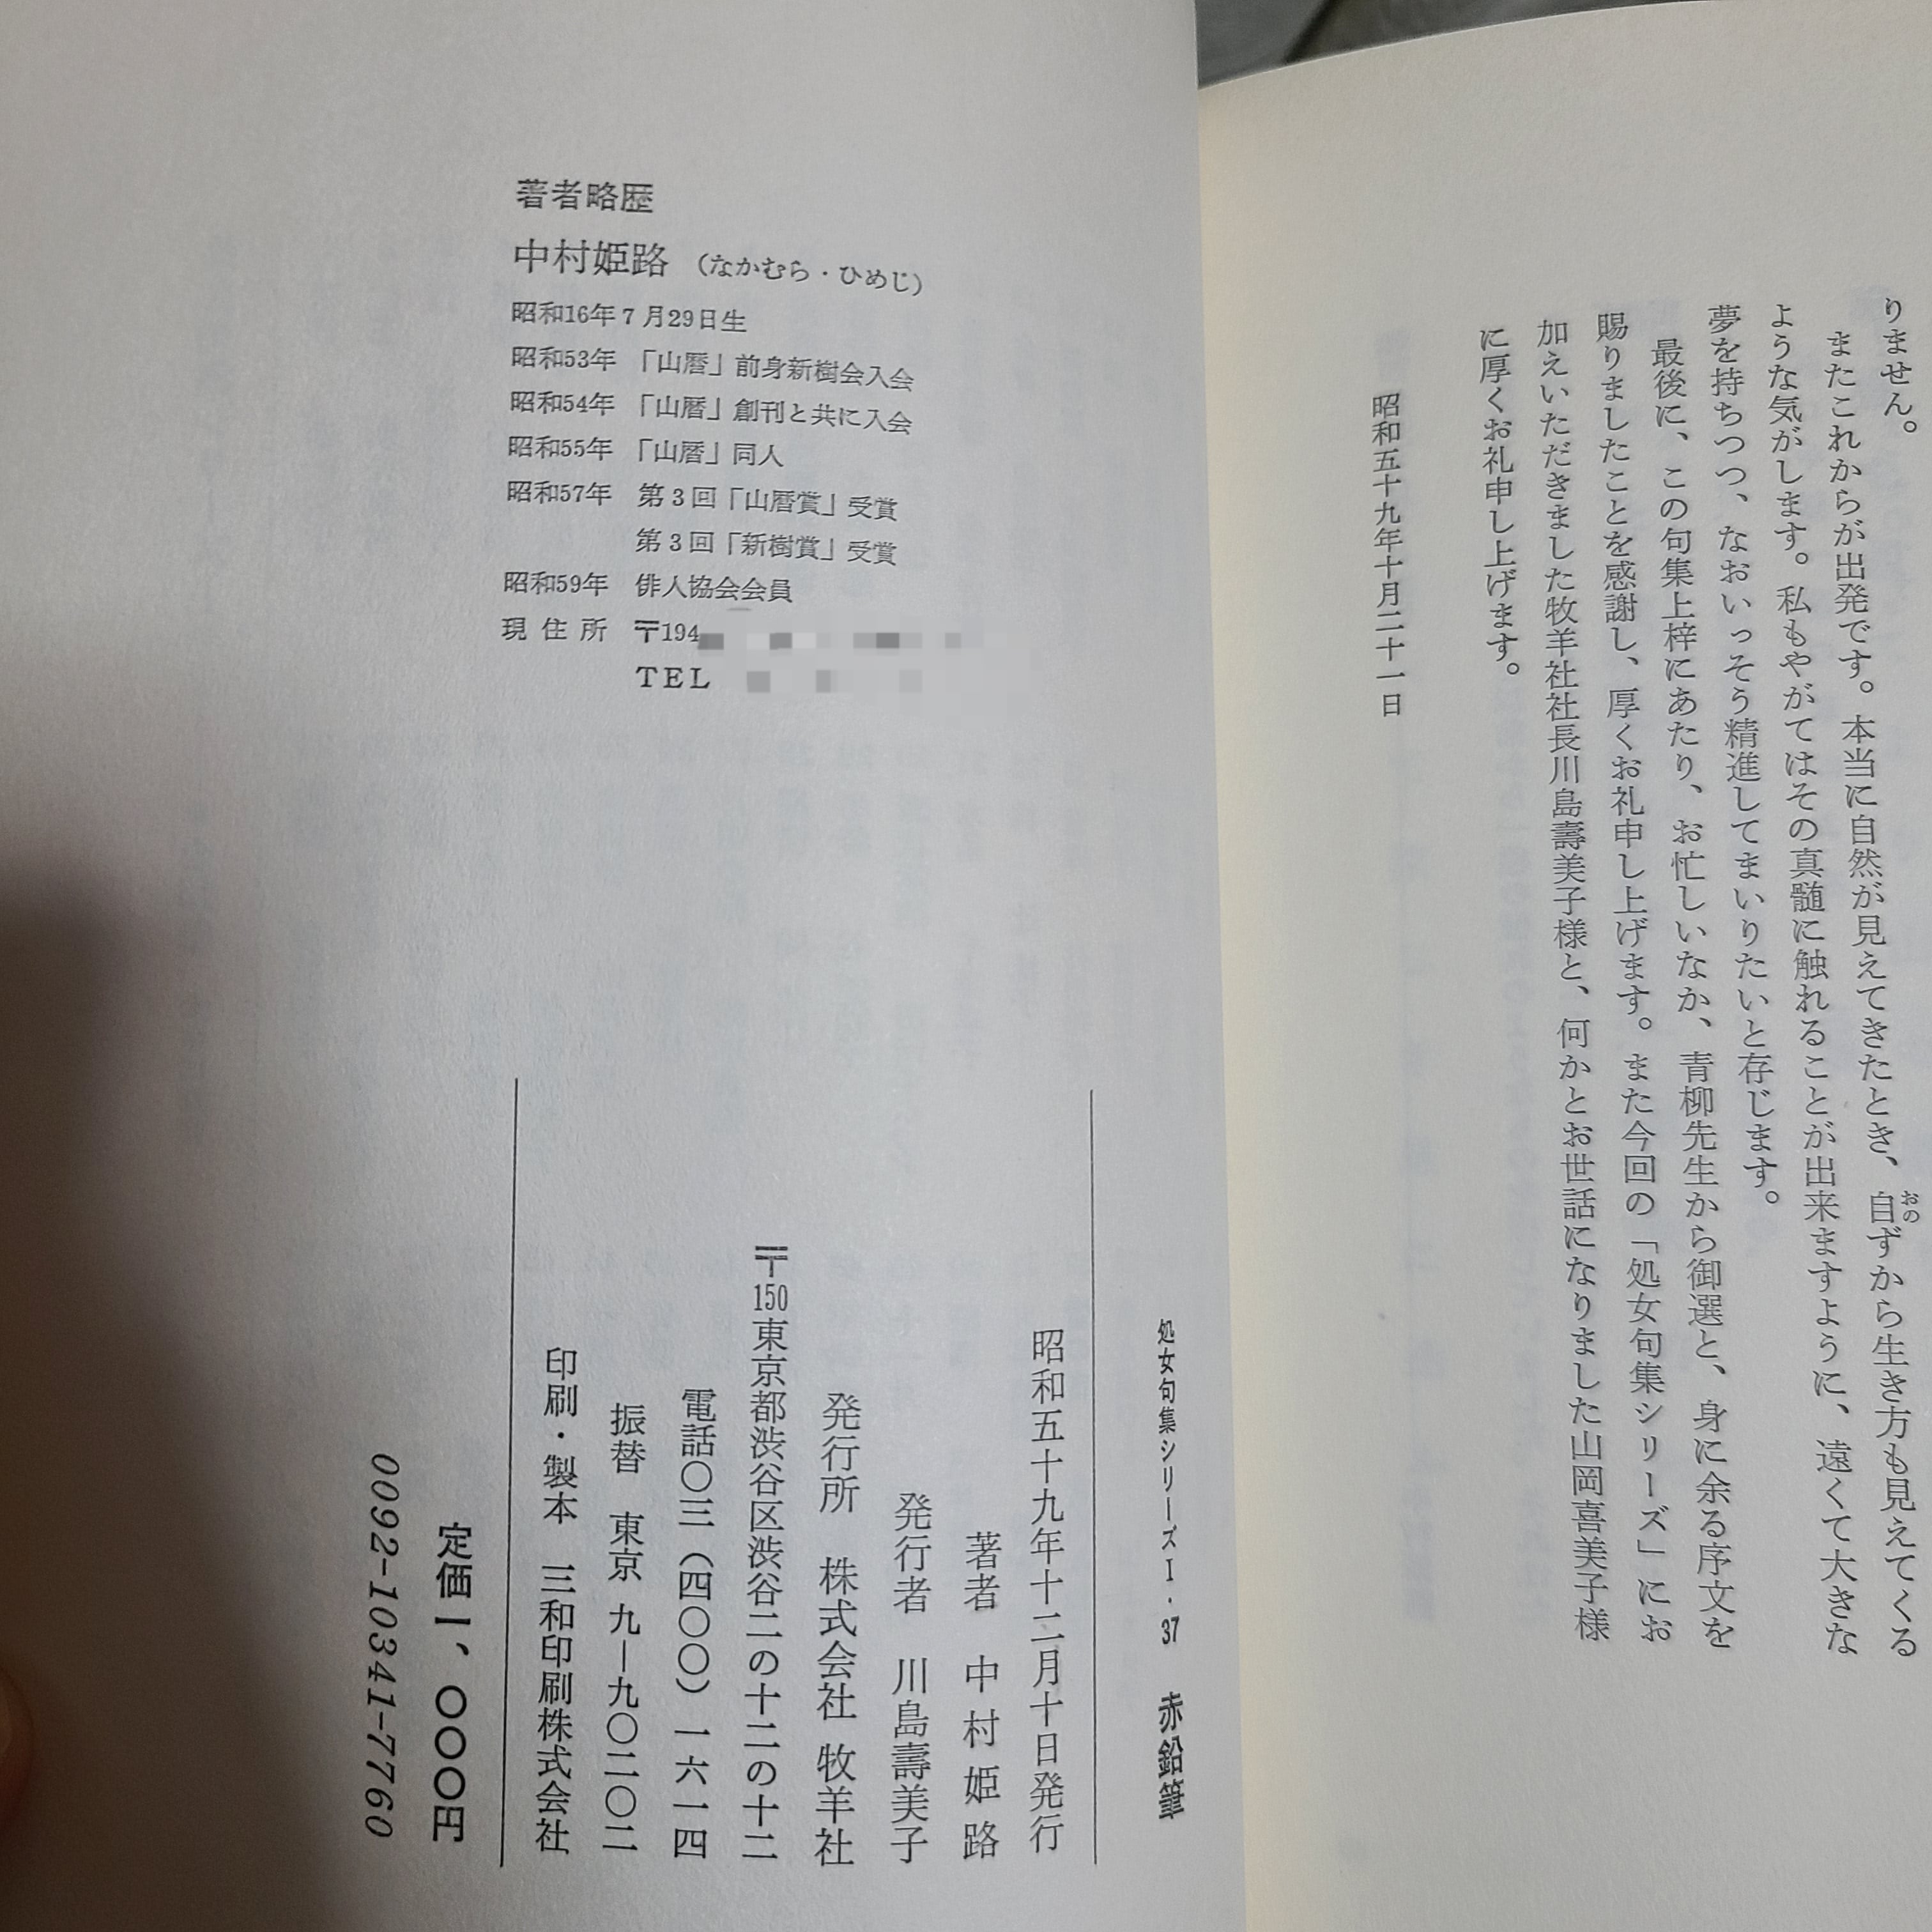 りません。
またこれからが出発です。本当に自然が見えてきたとき、自ずから生き方も見えてくる
おの
ような気がします。私もやがてはその真髄に触れることが出来ますように、遠くて大きな
夢を持ちつつ、なおいっそう精進してまいりたいと存じます。
最後に、この句集上梓にあたり、お忙しいなか、青柳先生から御選と、身に余る序文を
賜りましたことを感謝し、厚くお礼申し上げます。また今回の「処女句集シリーズ」にお
加えいただきました牧羊社社長川島壽美子様と、何かとお世話になりました山岡喜美子様
に厚くお礼申し上げます。
昭和五十九年十月二十一日
著者略歴
中村姫路（なかむら・ひめじ）
昭和16年7月29日生
昭和53年 「山暦」前身新樹会入会
昭和54年 「山暦」創刊と共に入会
昭和55年 「山暦」同人
昭和57年 第3回「山暦賞」受賞
第3回「新樹賞」受賞
昭和59年 俳人協会会員
現住所 〒194
TEL
処女句集シリーズⅠ・37 赤鉛筆
昭和五十九年十二月十日発行
著者 中村姫路
発行者 川島壽美子
発行所 株式会社 牧羊社
〒150東京都渋谷区渋谷二の十二の十二
電話〇三（四〇〇）一六一四
振替 東京 九―九〇二〇二
印刷・製本 三和印刷株式会社
定価一、〇〇〇円
0092-10341-7760